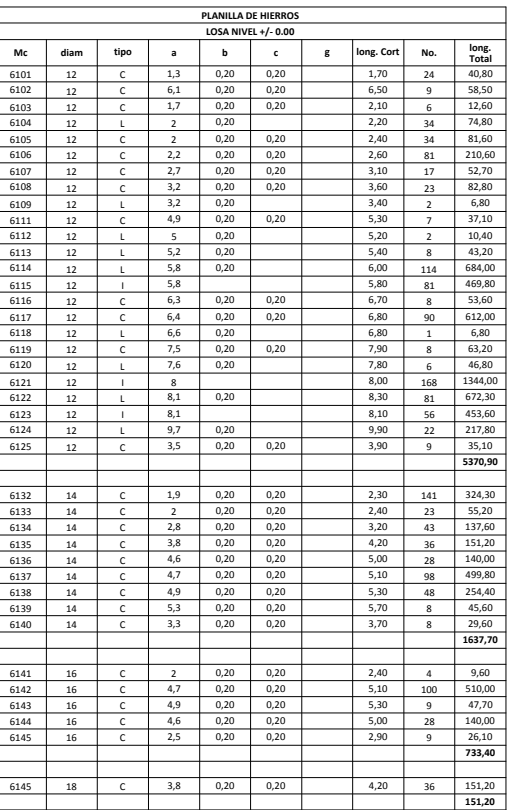 PLANILLA DE HIERROS
LOSA NIVEL +/- 0.00
Mc diam tipo a b c g long. Cort No. long. Total
6101 12 C 1,3 0,20 0,20 1,70 24 40,80
6102 12 C 6,1 0,20 0,20 6,50 9 58,50
6103 12 C 1,7 0,20 0,20 2,10 6 12,60
6104 12 L 2 0,20 2,20 34 74,80
6105 12 C 2 0,20 0,20 2,40 34 81,60
6106 12 C 2,2 0,20 0,20 2,60 81 210,60
6107 12 C 2,7 0,20 0,20 3,10 17 52,70
6108 12 C 3,2 0,20 0,20 3,60 23 82,80
6109 12 L 3,2 0,20 3,40 2 6,80
6111 12 C 4,9 0,20 0,20 5,30 7 37,10
6112 12 L 5 0,20 5,20 2 10,40
6113 12 L 5,2 0,20 5,40 8 43,20
6114 12 L 5,8 0,20 6,00 114 684,00
6115 12 I 5,8 5,80 81 469,80
6116 12 C 6,3 0,20 0,20 6,70 8 53,60
6117 12 C 6,4 0,20 0,20 6,80 90 612,00
6118 12 L 6,6 0,20 6,80 1 6,80
6119 12 C 7,5 0,20 0,20 7,90 8 63,20
6120 12 L 7,6 0,20 7,80 6 46,80
6121 12 I 8 8,00 168 1344,00
6122 12 L 8,1 0,20 8,30 81 672,30
6123 12 I 8,1 8,10 56 453,60
6124 12 L 9,7 0,20 9,90 22 217,80
6125 12 C 3,5 0,20 0,20 3,90 9 35,10
5370,90
6132 14 C 1,9 0,20 0,20 2,30 141 324,30
6133 14 C 2 0,20 0,20 2,40 23 55,20
6134 14 C 2,8 0,20 0,20 3,20 43 137,60
6135 14 C 3,8 0,20 0,20 4,20 36 151,20
6136 14 C 4,6 0,20 0,20 5,00 28 140,00
6137 14 C 4,7 0,20 0,20 5,10 98 499,80
6138 14 C 4,9 0,20 0,20 5,30 48 254,40
6139 14 C 5,3 0,20 0,20 5,70 8 45,60
6140 14 C 3,3 0,20 0,20 3,70 8 29,60
1637,70
6141 16 C 2 0,20 0,20 2,40 4 9,60
6142 16 C 4,7 0,20 0,20 5,10 100 510,00
6143 16 C 4,9 0,20 0,20 5,30 9 47,70
6144 16 C 4,6 0,20 0,20 5,00 28 140,00
6145 16 C 2,5 0,20 0,20 2,90 9 26,10
733,40
6145 18 C 3,8 0,20 0,20 4,20 36 151,20
151,20